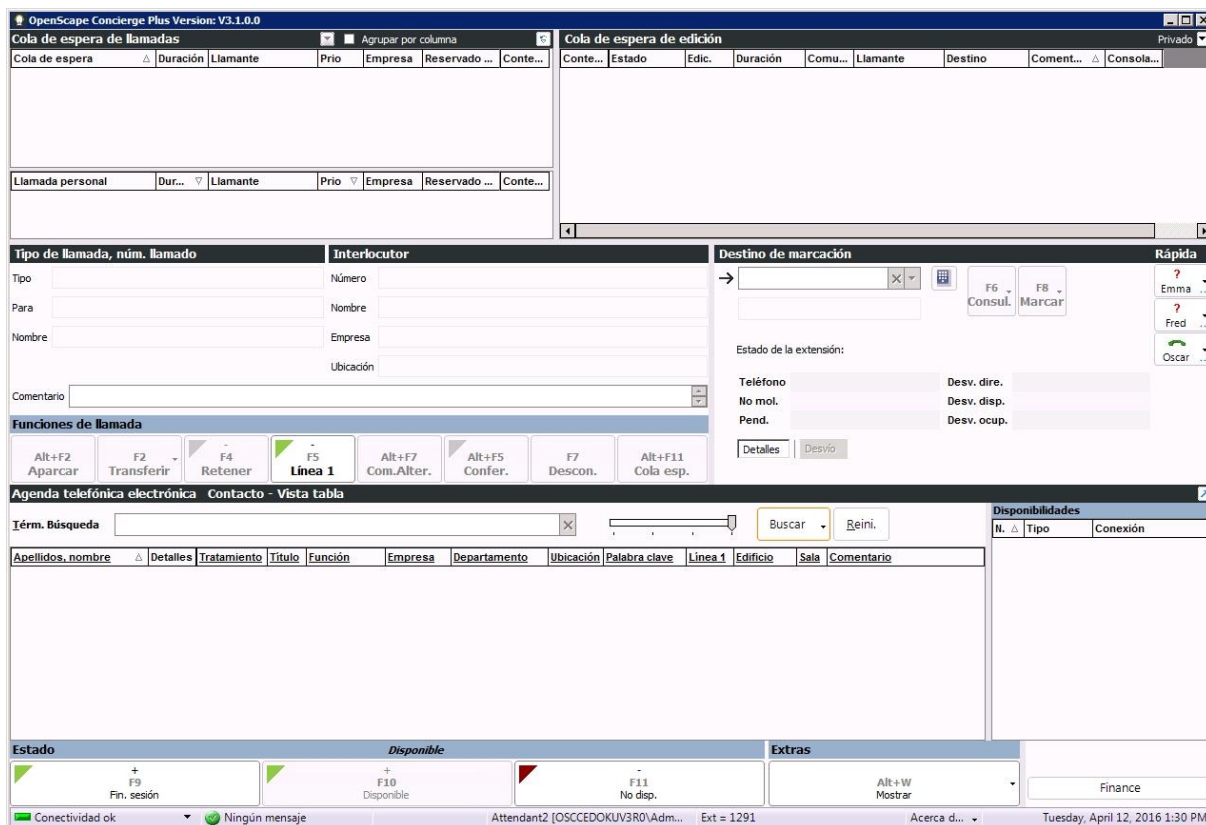 OpenScape Concierge Plus Version: V3.1.0.0
Cola de espera de llamadas Agrupar por columna
Cola de espera Duración Llamante Prio Empresa Reservado ... Conte...
Llamada personal Dur... Llamante Prio Empresa Reservado ... Conte...
Cola de espera de edición Privado
Conte... Estado Edic. Duración Comu... Llamante Destino Coment... Consola...
Tipo de llamada, núm. llamado
Tipo
Para
Nombre
Interlocutor
Número
Nombre
Empresa
Ubicación
Comentario
Destino de marcación
F6 Consul.
F8 Marcar
Estado de la extensión:
Teléfono Desv. dire.
No mol. Desv. disp.
Pend. Desv. ocup.
Detalles Desvío
Rápida
? Emma ...
? Fred ...
Oscar ...
Funciones de llamada
Alt+F2 F2 - F4 - F5 Alt+F7 Alt+F5 F7 Alt+F11
Aparcar Transferir Retener Línea 1 Com.Alter. Confer. Descon. Cola esp.
Agenda telefónica electrónica Contacto - Vista tabla
Térm. Búsqueda Buscar Reini.
Apellidos, nombre Detalles Tratamiento Título Función Empresa Departamento Ubicación Palabra clave Línea 1 Edificio Sala Comentario
Disponibilidades
N. Tipo Conexión
Estado Disponible Extras
+ + -
F9 F10 F11 Alt+W
Fin. sesión Disponible No disp. Mostrar Finance
Conectividad ok Ningún mensaje Attendant2 [OSCCEDOKUV3R0\Adm... Ext = 1291 Acerca d... Tuesday, April 12, 2016 1:30 PM